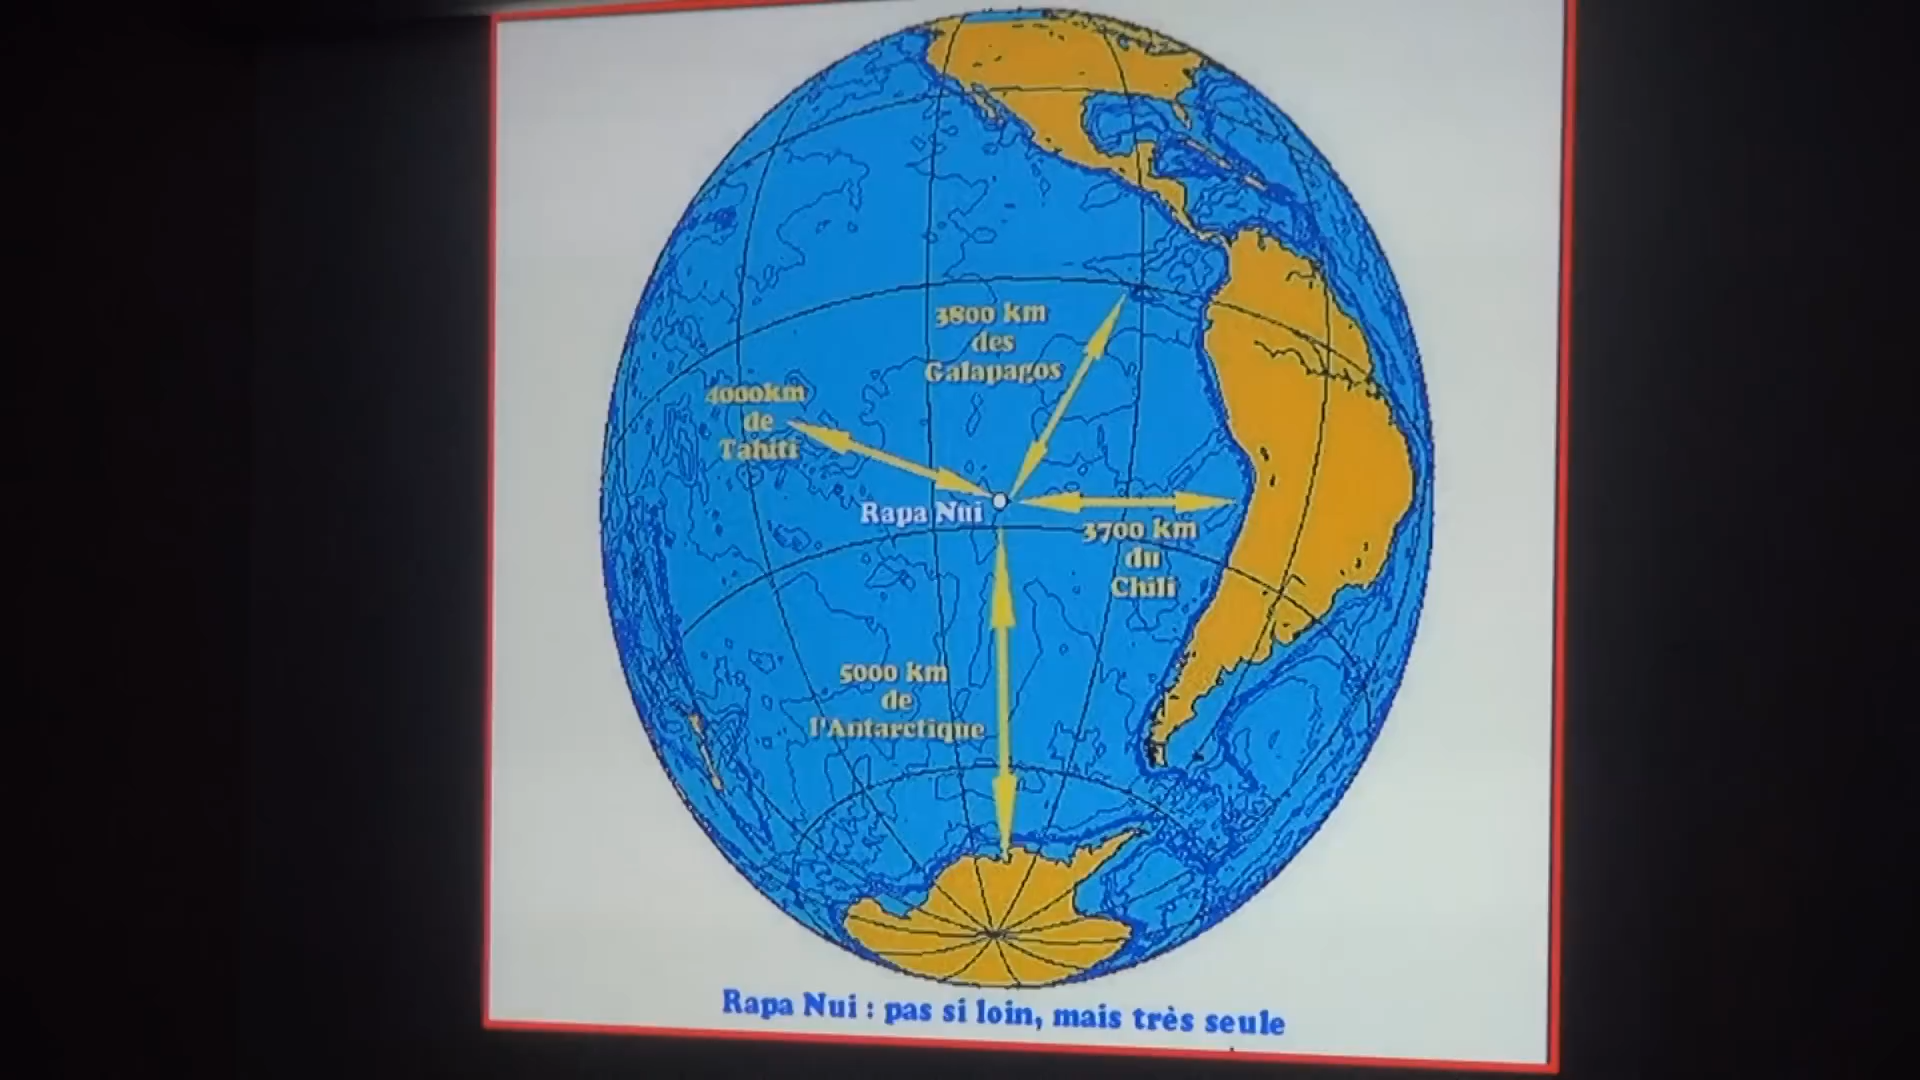 3800 km
des
Galapagos
4000km
de
Tahiti
Rapa Nui
3700 km
du
Chili
5000 km
de
l'Antarctique
Rapa Nui : pas si loin, mais très seule